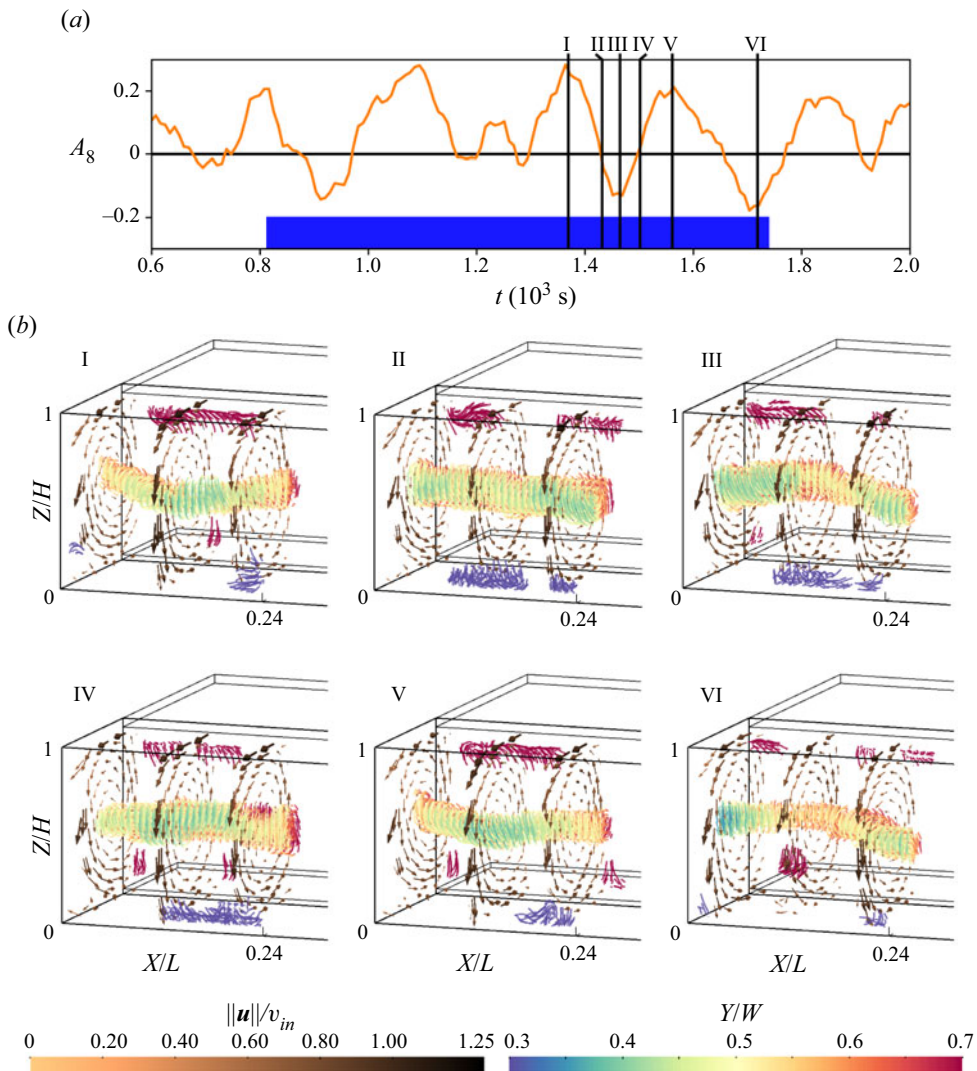 (a)
I II III IV V VI
0.2
A8
0
−0.2
0.6 0.8 1.0 1.2 1.4 1.6 1.8 2.0
t (10³ s)
(b)
I II III
1 1 1
Z/H
0 0.24 0 0.24 0 0.24
IV V VI
1 1 1
Z/H
0 0.24 0 0.24 0 0.24
X/L X/L X/L
||u||/vin Y/W
0 0.20 0.40 0.60 0.80 1.00 1.25 0.3 0.4 0.5 0.6 0.7